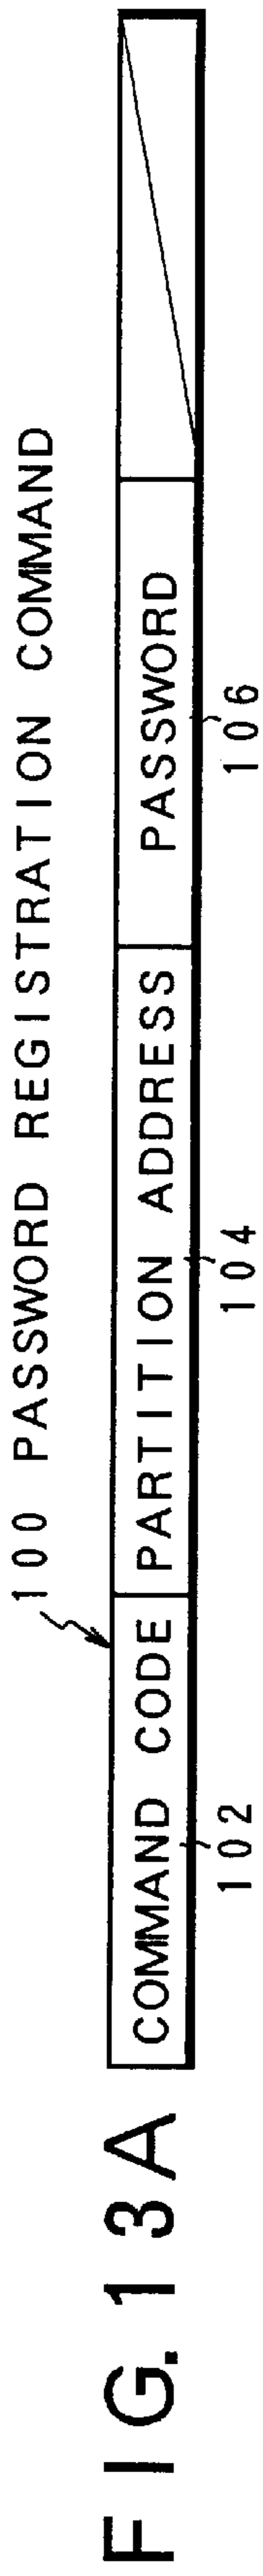 100 PASSWORD REGISTRATION COMMAND
FIG. 13A
COMMAND CODE PARTITION ADDRESS PASSWORD
102 104 106